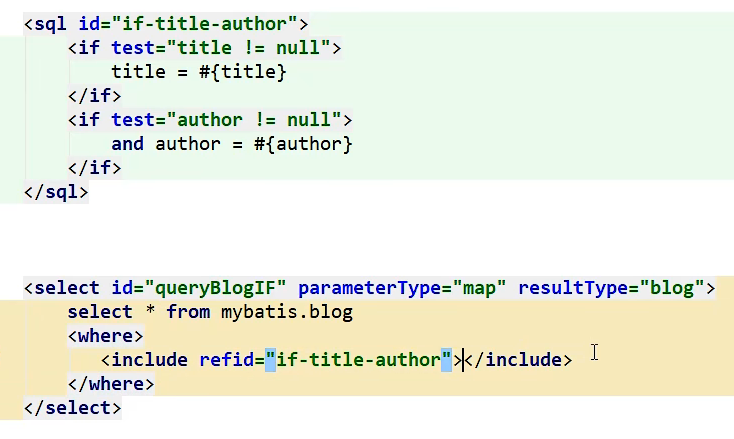 <sql id="if-title-author">
    <if test="title != null">
        title = #{title}
    </if>
    <if test="author != null">
        and author = #{author}
    </if>
</sql>
<select id="queryBlogIF" parameterType="map" resultType="blog">
    select * from mybatis.blog
    <where>
       <include refid="if-title-author"></include>
    </where>
</select>